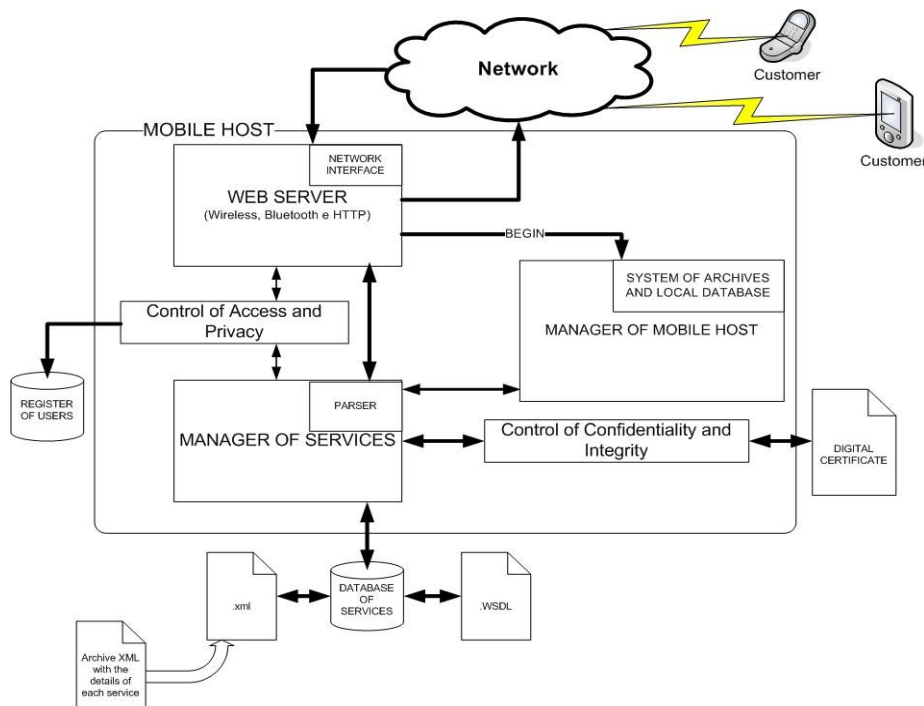 Network
Customer
Customer
MOBILE HOST
NETWORK
INTERFACE
WEB SERVER
(Wireless, Bluetooth e HTTP)
BEGIN
SYSTEM OF ARCHIVES
AND LOCAL DATABASE
MANAGER OF MOBILE HOST
Control of Access and
Privacy
REGISTER
OF USERS
PARSER
MANAGER OF SERVICES
Control of Confidentiality and
Integrity
DIGITAL
CERTIFICATE
.xml
DATABASE
OF
SERVICES
.WSDL
Archive XML
with the
details of
each service